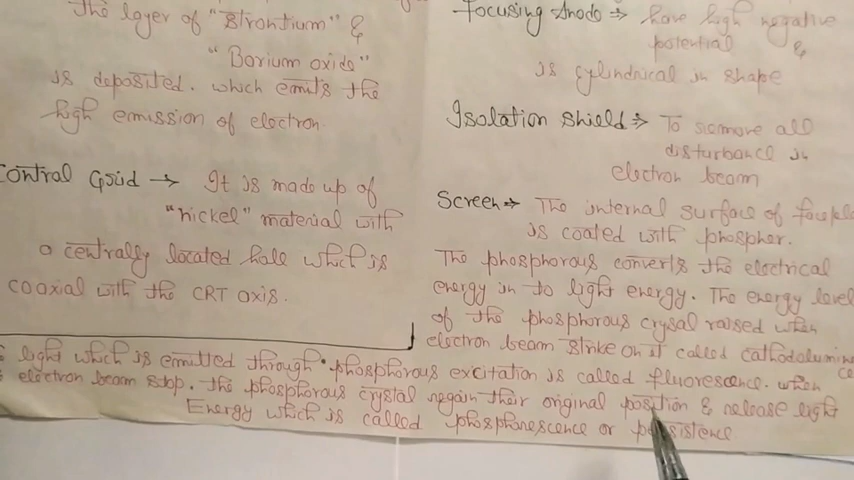 The layer of "Strontium" &
"Borium oxide"
is deposited. which emits the
high emission of electron.
Control Grid → It is made up of
"nickel" material with
a centrally located hole which is
coaxial with the CRT axis.
Focusing Anode ⇒ have high negative
potential &
is cylindrical in shape
Isolation Shield ⇒ To remove all
disturbance in
electron beam
Screen → The internal surface of facepl
is coated with phospher.
The phosphorous converts the electrical
energy in to light energy. The energy level
of the phosphorous crysal raised when
electron beam strike on it called cathodolumine
ce
light which is emitted through phosphorous excitation is called fluorescence. when
electron beam stop. the phosphorous crystal regain their original position & release light
Energy which is called phosphorescence or persistence